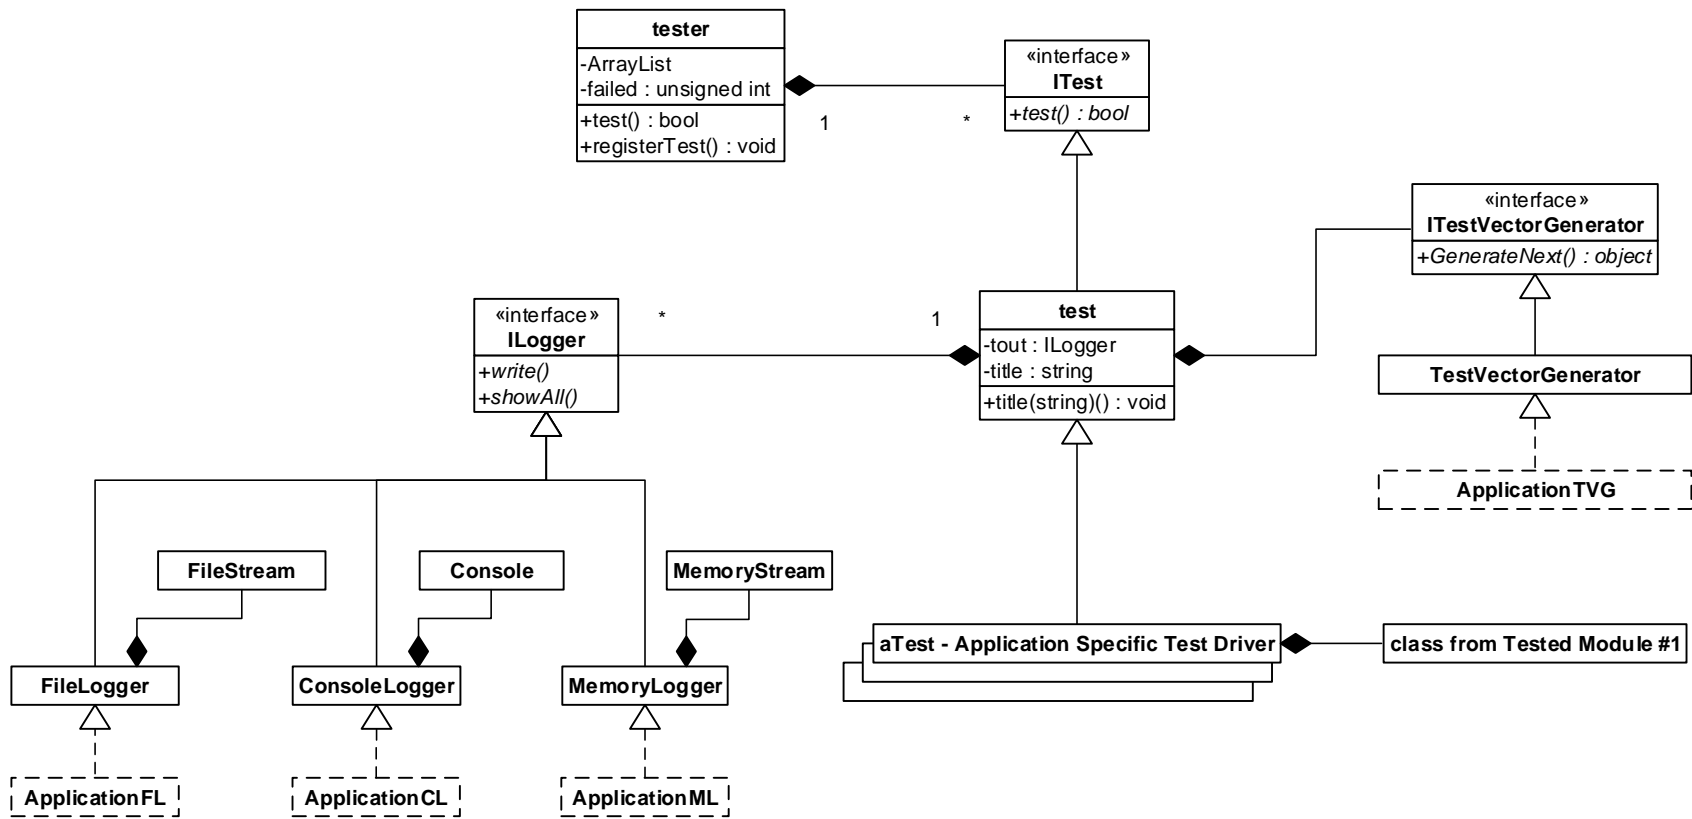 tester
-ArrayList
-failed : unsigned int
+test() : bool
+registerTest() : void
1
*
«interface»
ITest
+test() : bool
«interface»
ITestVectorGenerator
+GenerateNext() : object
«interface»
ILogger
+write()
+showAll()
*
1
test
-tout : ILogger
-title : string
+title(string)() : void
TestVectorGenerator
ApplicationTVG
FileStream
Console
MemoryStream
aTest - Application Specific Test Driver
class from Tested Module #1
FileLogger
ConsoleLogger
MemoryLogger
ApplicationFL
ApplicationCL
ApplicationML